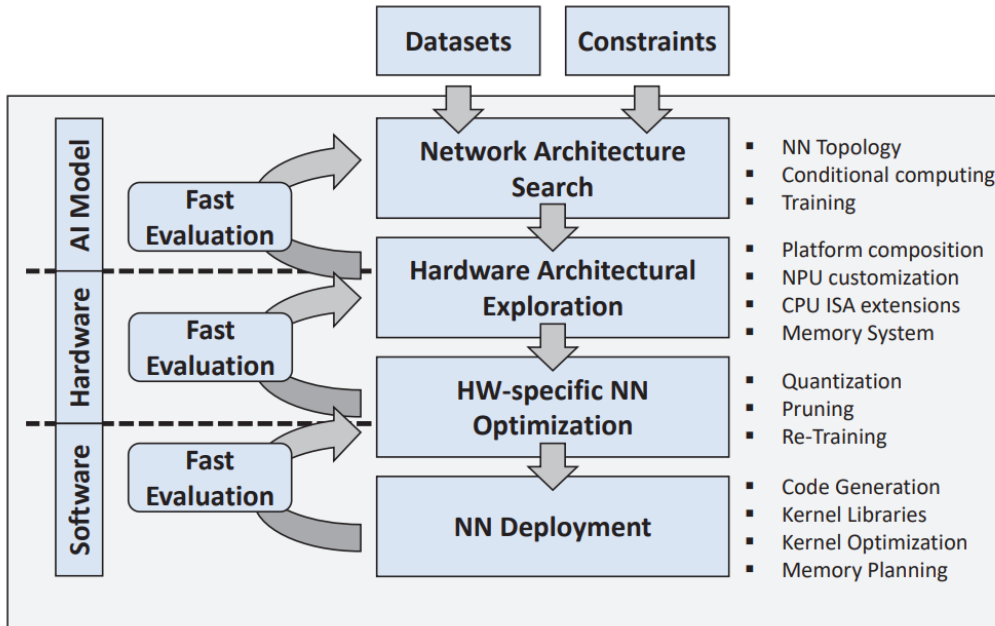 Datasets
Constraints
AI Model
Hardware
Software
Fast
Evaluation
Fast
Evaluation
Fast
Evaluation
Network Architecture
Search
▪ NN Topology
▪ Conditional computing
▪ Training
Hardware Architectural
Exploration
▪ Platform composition
▪ NPU customization
▪ CPU ISA extensions
▪ Memory System
HW-specific NN
Optimization
▪ Quantization
▪ Pruning
▪ Re-Training
NN Deployment
▪ Code Generation
▪ Kernel Libraries
▪ Kernel Optimization
▪ Memory Planning